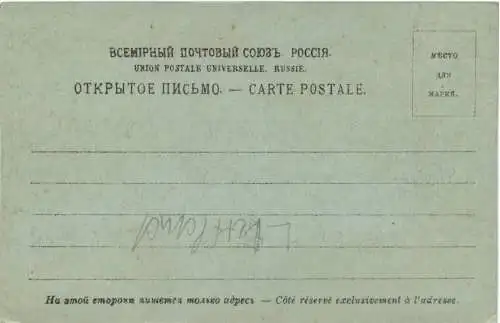 ВСЕМІРНЫЙ ПОЧТОВЫЙ СОЮЗЪ. РОССІЯ.
UNION POSTALE UNIVERSELLE. RUSSIE.
ОТКРЫТОЕ ПИСЬМО. — CARTE POSTALE.
МѢСТО
ДЛЯ
МАРКИ.
На этой сторонѣ пишется только адресъ — Côté réservé exclusivement à l'adresse.